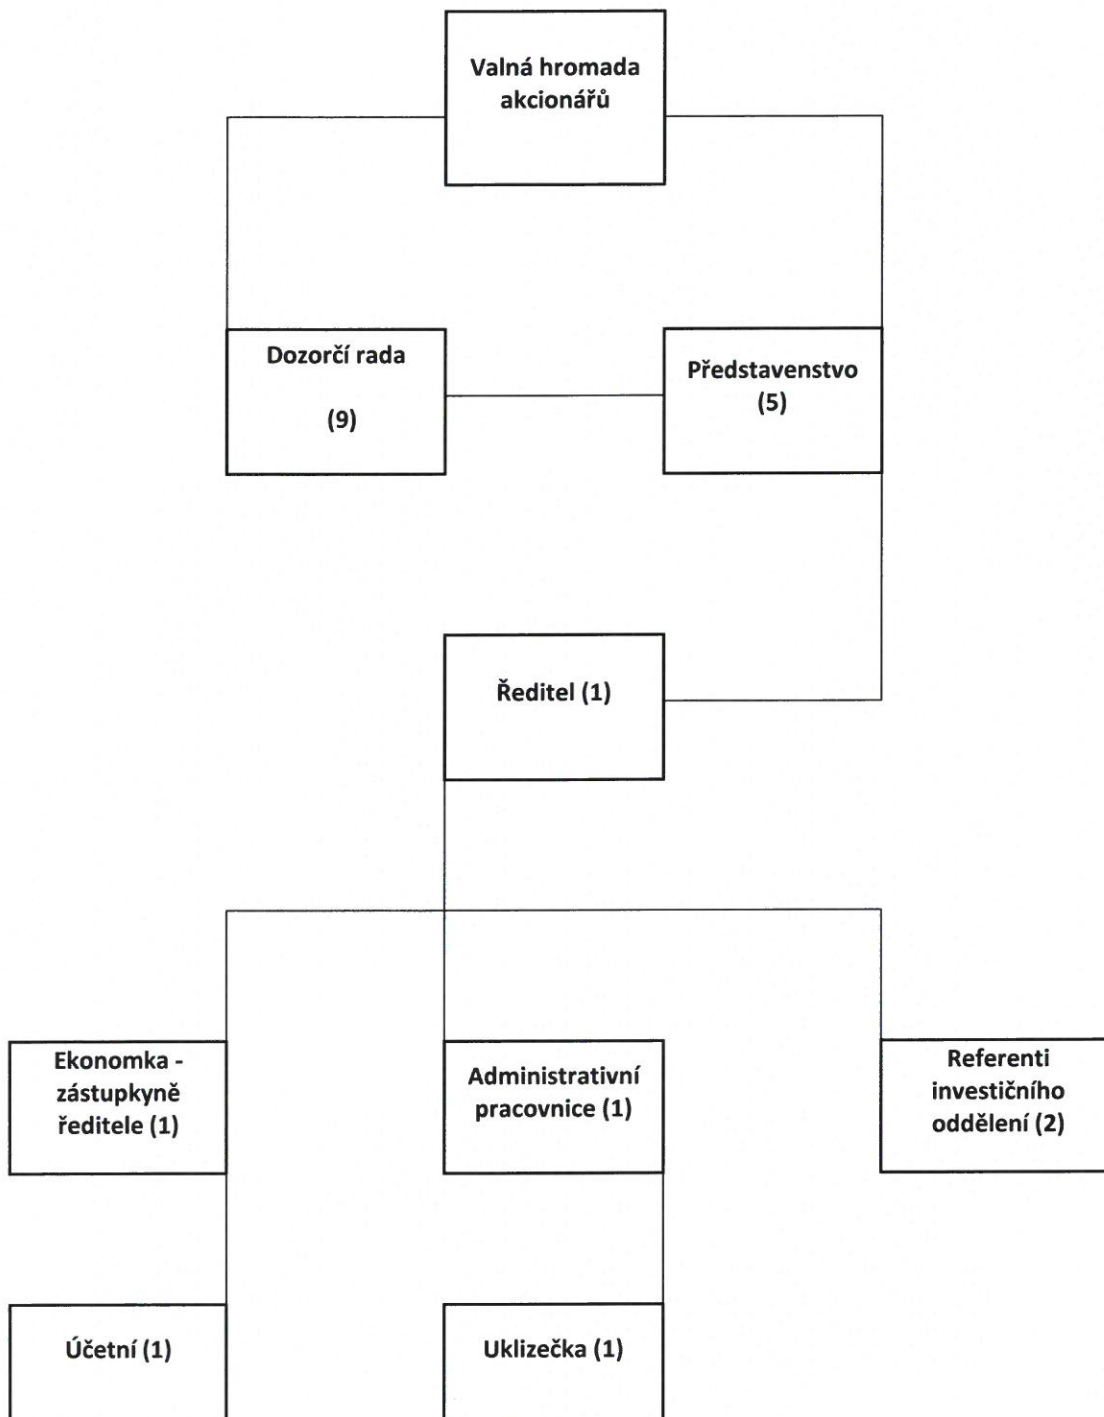 Valná hromada
akcionářů
Dozorčí rada
(9)
Představenstvo
(5)
Ředitel (1)
Ekonomka -
zástupkyně
ředitele (1)
Administrativní
pracovnice (1)
Referenti
investičního
oddělení (2)
Účetní (1)
Uklizečka (1)